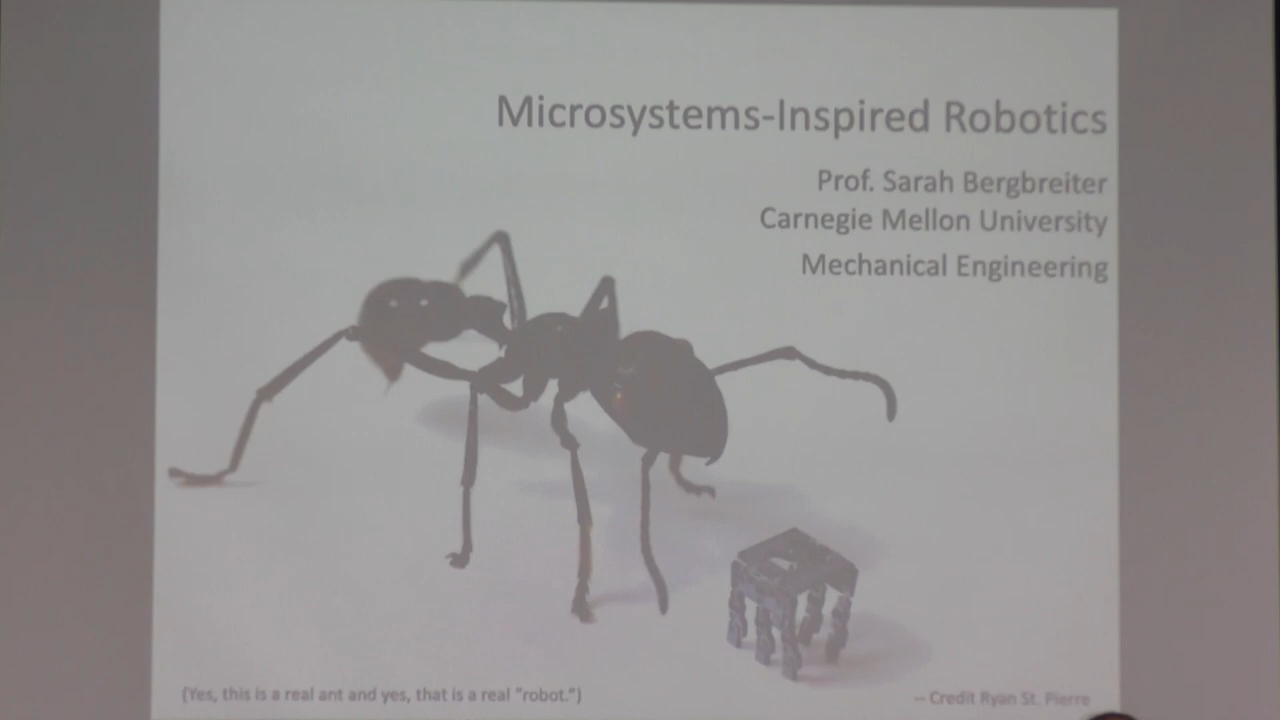 Microsystems-Inspired Robotics
Prof. Sarah Bergbreiter
Carnegie Mellon University
Mechanical Engineering
(Yes, this is a real ant and yes, that is a real "robot.")
-- Credit Ryan St. Pierre